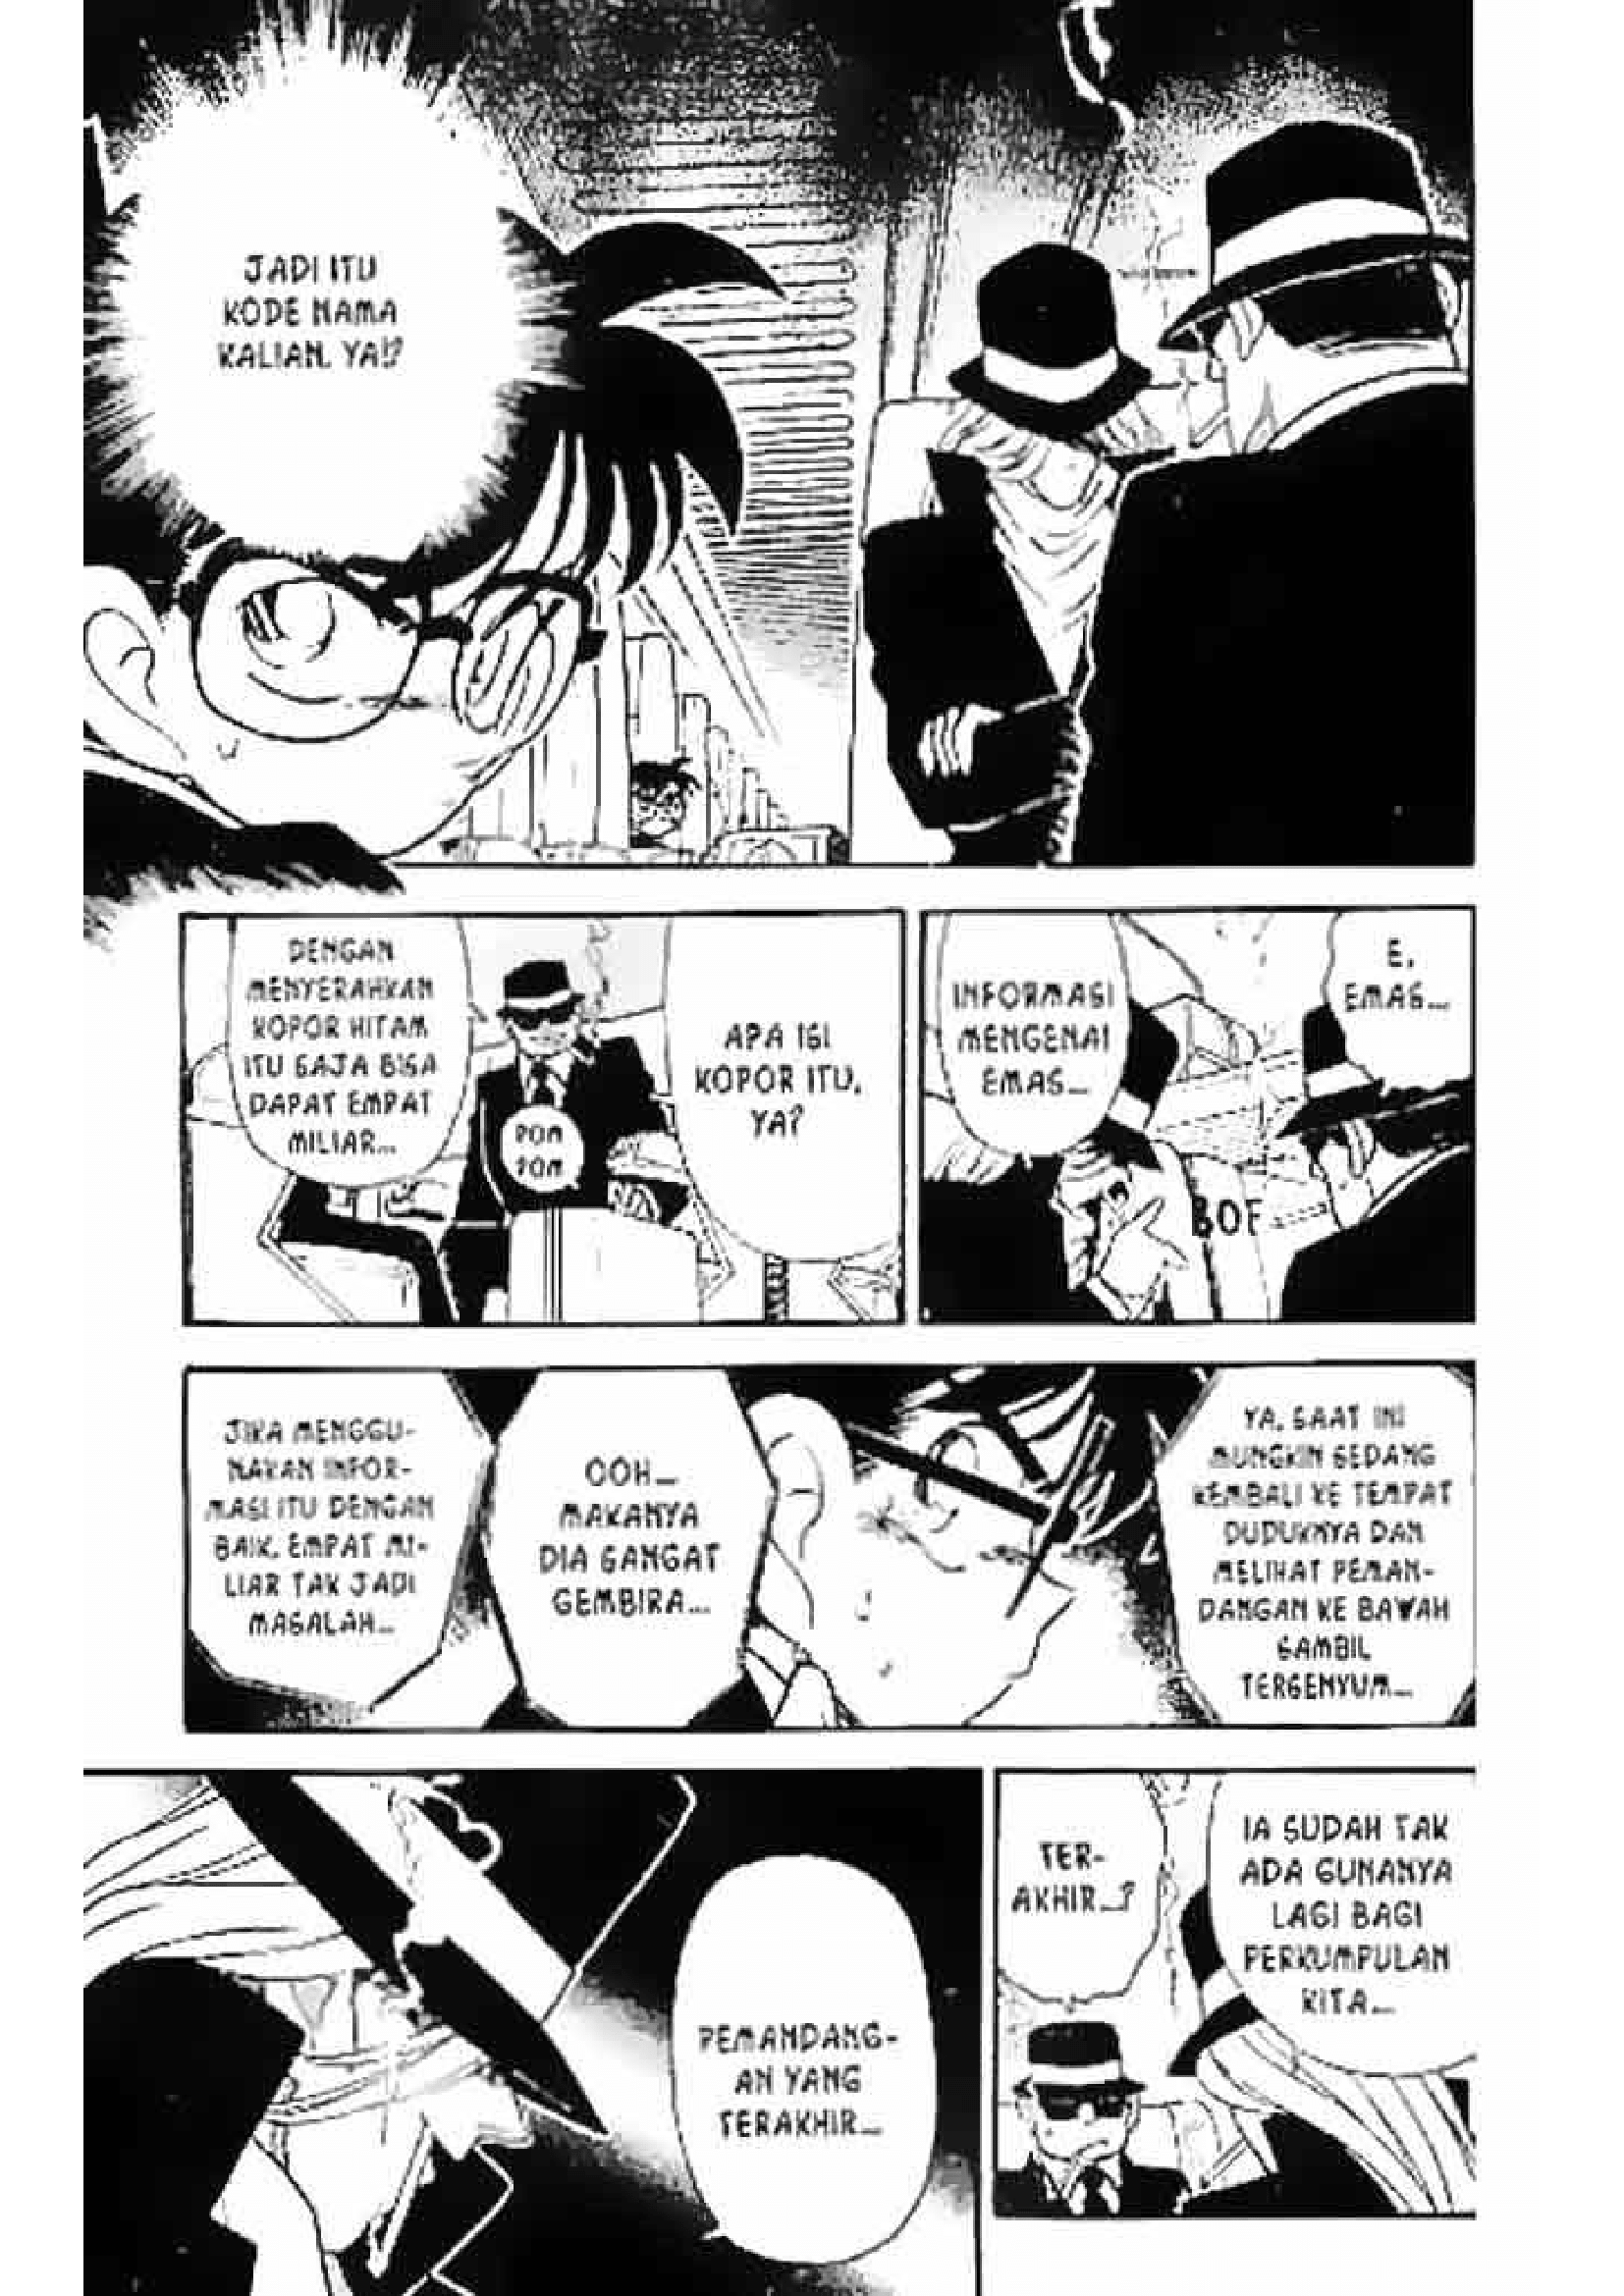 JADI ITU
KODE NAMA
KALIAN, YA!?
E,
EMAS...
INFORMASI
MENGENAI
EMAS...
BOF
APA ISI
KOPOR ITU,
YA?
POM
POM
DENGAN
MENYERAHKAN
KOPOR HITAM
ITU SAJA BISA
DAPAT EMPAT
MILIAR...
YA, SAAT INI
MUNGKIN SEDANG
KEMBALI KE TEMPAT
DUDUKNYA DAN
MELIHAT PEMAN-
DANGAN KE BAWAH
SAMBIL
TERSENYUM...
OOH...
MAKANYA
DIA SANGAT
GEMBIRA...
JIKA MENGGU-
NAKAN INFOR-
MASI ITU DENGAN
BAIK, EMPAT MI-
LIAR TAK JADI
MASALAH...
IA SUDAH TAK
ADA GUNANYA
LAGI BAGI
PERKUMPULAN
KITA...
TER-
AKHIR...?
PEMANDANG-
AN YANG
TERAKHIR...